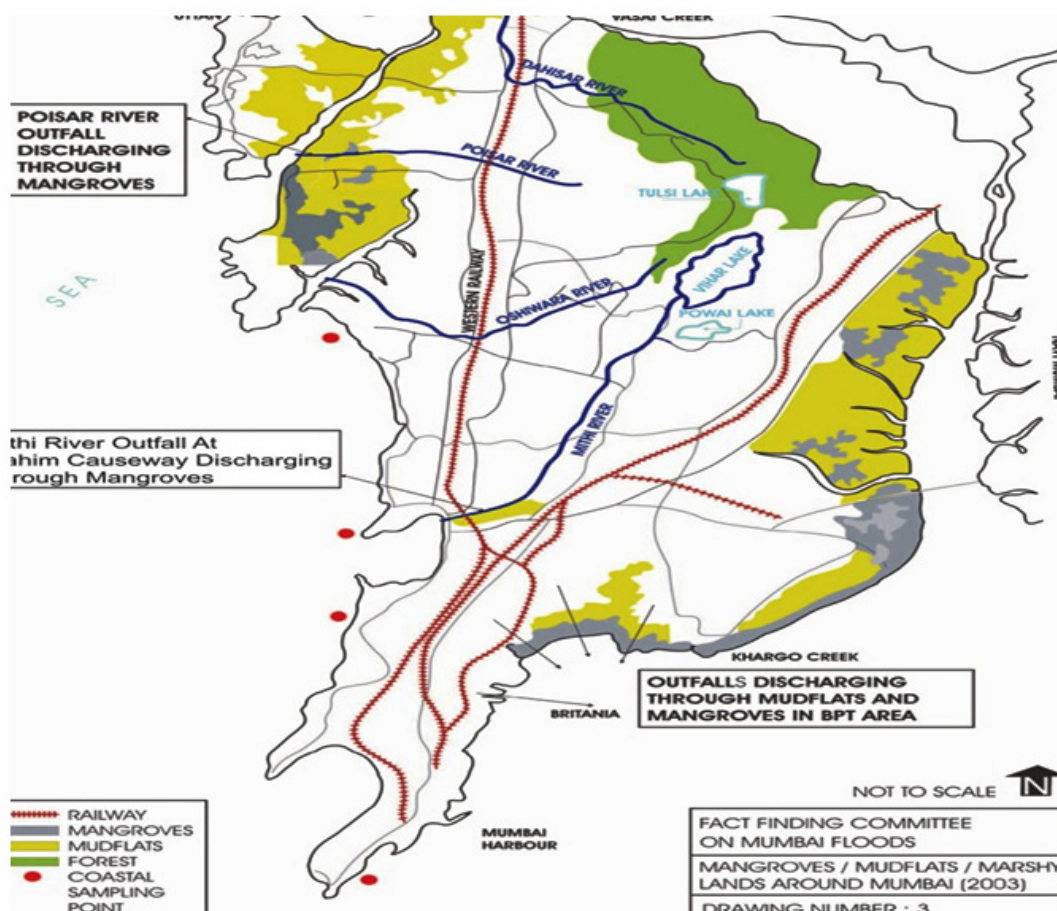 UTTAN
VASAI CREEK
DAHISAR RIVER
POISAR RIVER
OUTFALL
DISCHARGING
THROUGH
MANGROVES
POISAR RIVER
TULSI LAKE
SEA
WESTERN RAILWAY
OSHIWARA RIVER
VIHAR LAKE
POWAI LAKE
MITHI RIVER
thi River Outfall At
ahim Causeway Discharging
rough Mangroves
KHARGO CREEK
OUTFALLS DISCHARGING
THROUGH MUDFLATS AND
MANGROVES IN BPT AREA
BRITANIA
NOT TO SCALE
N
RAILWAY
MANGROVES
MUDFLATS
FOREST
COASTAL
SAMPLING
POINT
MUMBAI
HARBOUR
FACT FINDING COMMITTEE
ON MUMBAI FLOODS
MANGROVES / MUDFLATS / MARSHY
LANDS AROUND MUMBAI (2003)
DRAWING NUMBER : 3